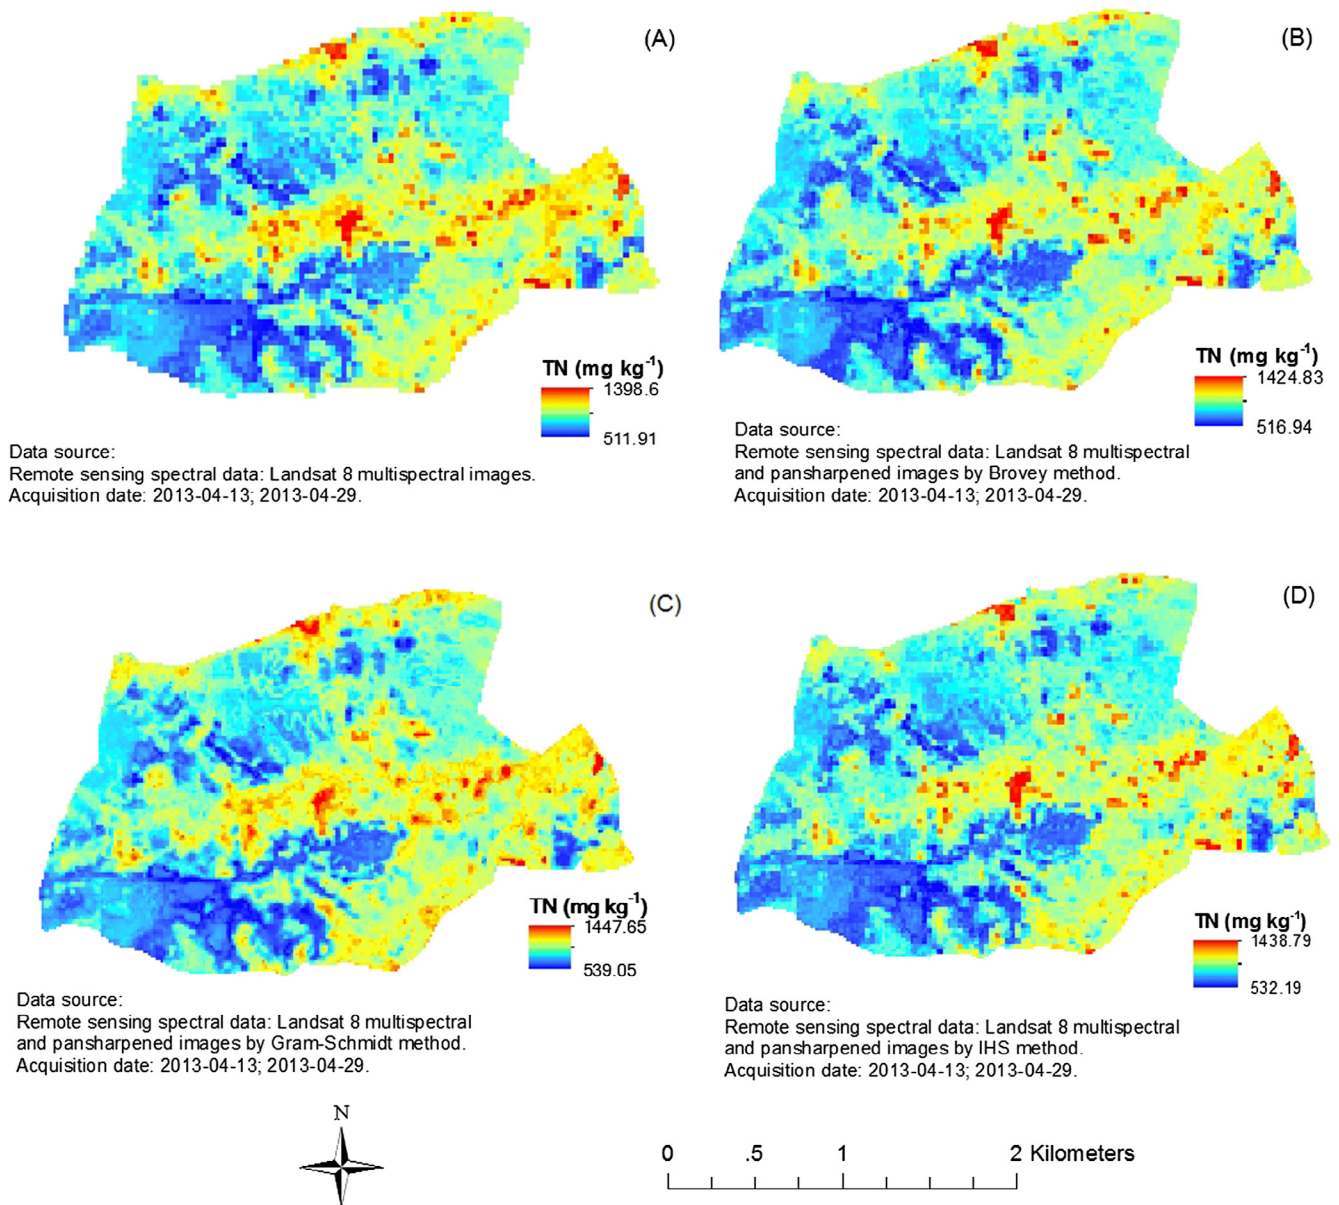 (A)
TN (mg kg-1)
1398.6
511.91
Data source:
Remote sensing spectral data: Landsat 8 multispectral images.
Acquisition date: 2013-04-13; 2013-04-29.
(B)
TN (mg kg-1)
1424.83
516.94
Data source:
Remote sensing spectral data: Landsat 8 multispectral
and pansharpened images by Brovey method.
Acquisition date: 2013-04-13; 2013-04-29.
(C)
TN (mg kg-1)
1447.65
539.05
Data source:
Remote sensing spectral data: Landsat 8 multispectral
and pansharpened images by Gram-Schmidt method.
Acquisition date: 2013-04-13; 2013-04-29.
(D)
TN (mg kg-1)
1438.79
532.19
Data source:
Remote sensing spectral data: Landsat 8 multispectral
and pansharpened images by IHS method.
Acquisition date: 2013-04-13; 2013-04-29.
N
0 .5 1 2 Kilometers